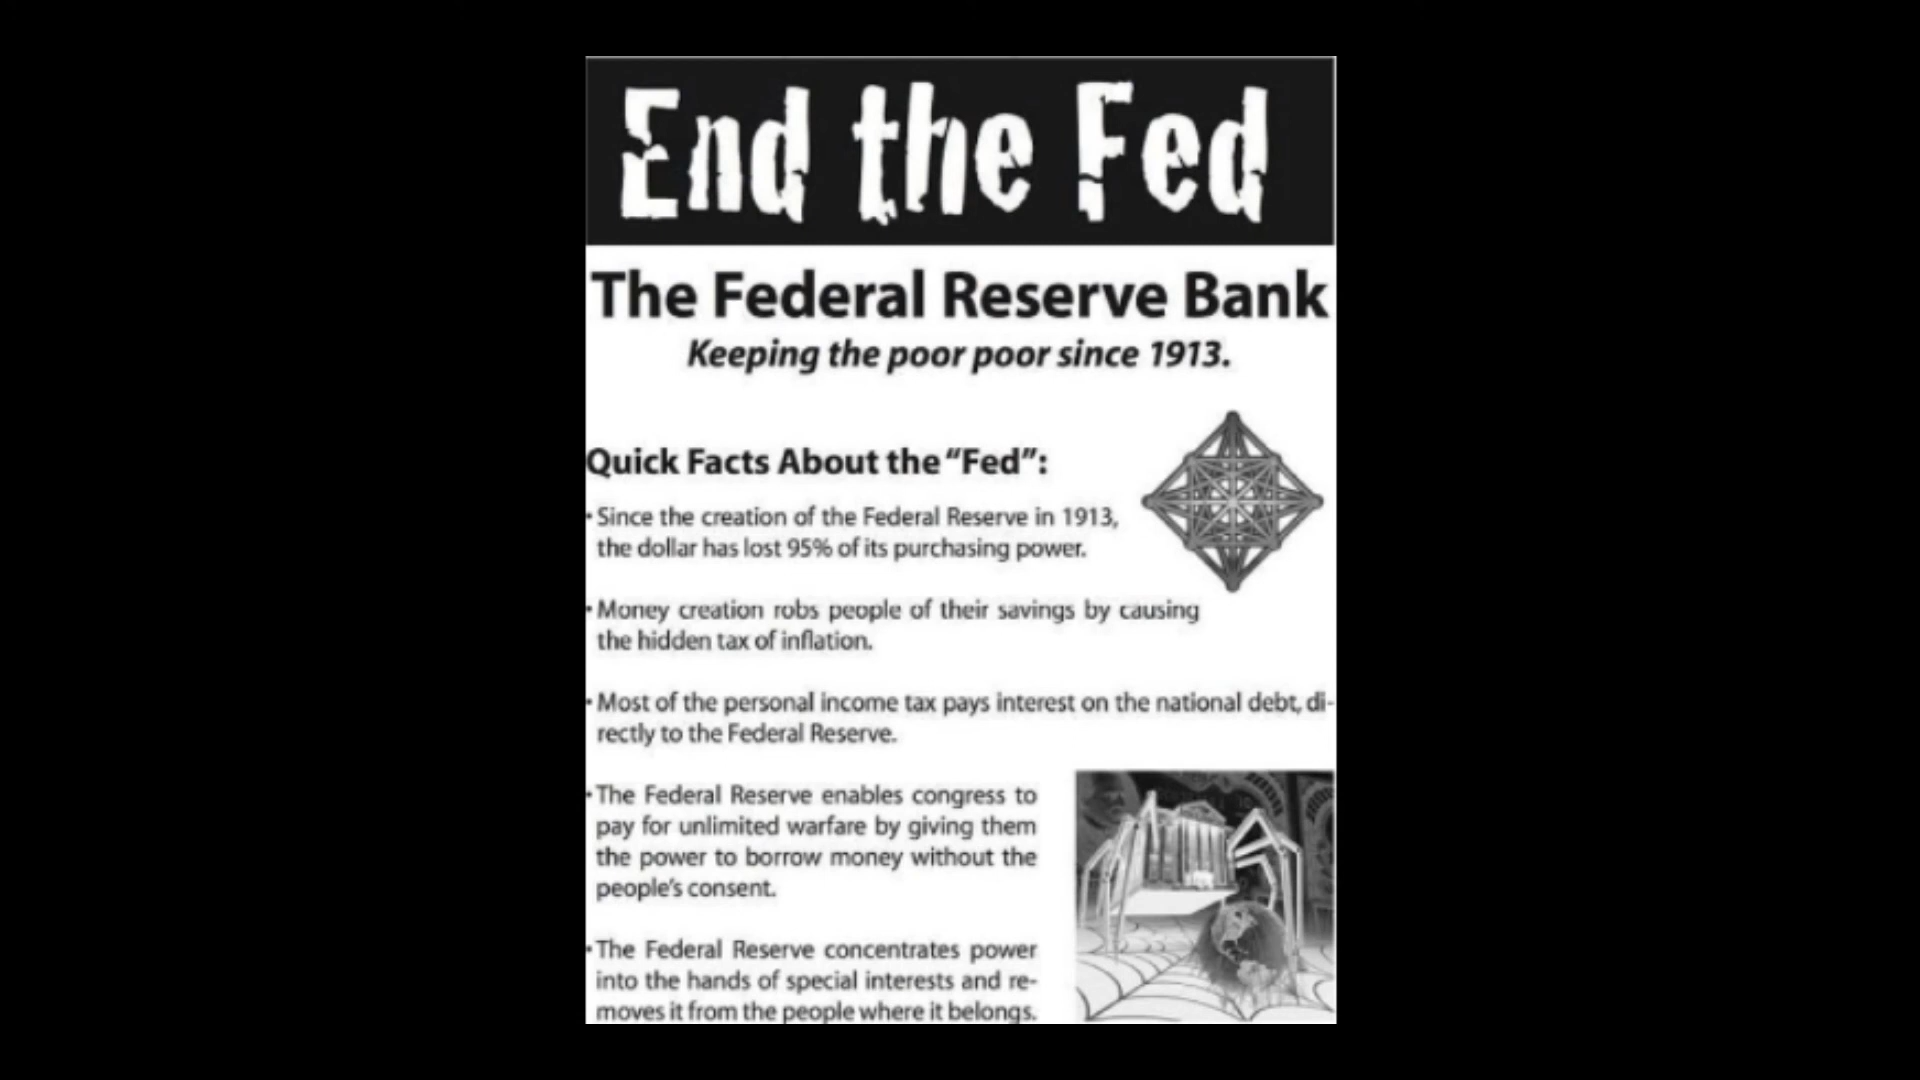 End the Fed
The Federal Reserve Bank
Keeping the poor poor since 1913.
Quick Facts About the “Fed”:
• Since the creation of the Federal Reserve in 1913,
the dollar has lost 95% of its purchasing power.
• Money creation robs people of their savings by causing
the hidden tax of inflation.
• Most of the personal income tax pays interest on the national debt, di-
rectly to the Federal Reserve.
• The Federal Reserve enables congress to
pay for unlimited warfare by giving them
the power to borrow money without the
people’s consent.
• The Federal Reserve concentrates power
into the hands of special interests and re-
moves it from the people where it belongs.